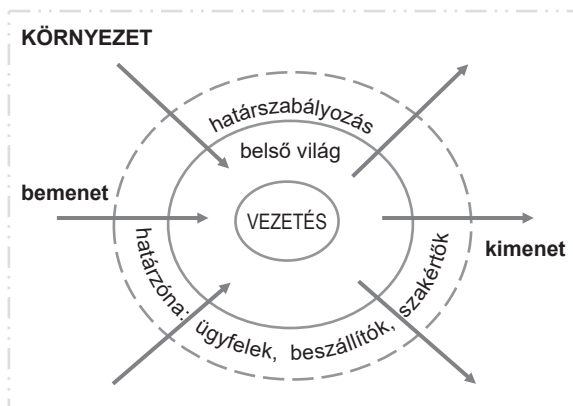 KÖRNYEZET
határszabályozás
belső világ
bemenet
VEZETÉS
kimenet
határzóna: ügyfelek, beszállítók, szakértők